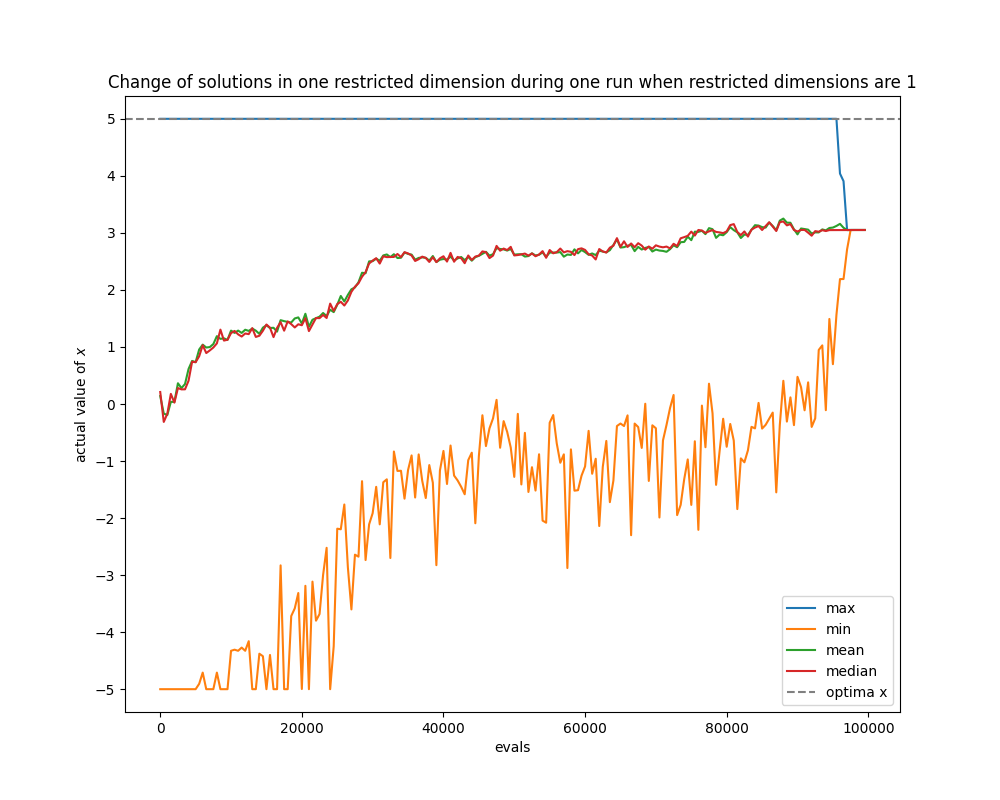 Change of solutions in one restricted dimension during one run when restricted dimensions are 1
5
4
3
2
1
0
−1
−2
−3
−4
−5
actual value of x
0 20000 40000 60000 80000 100000
evals
max
min
mean
median
optima x